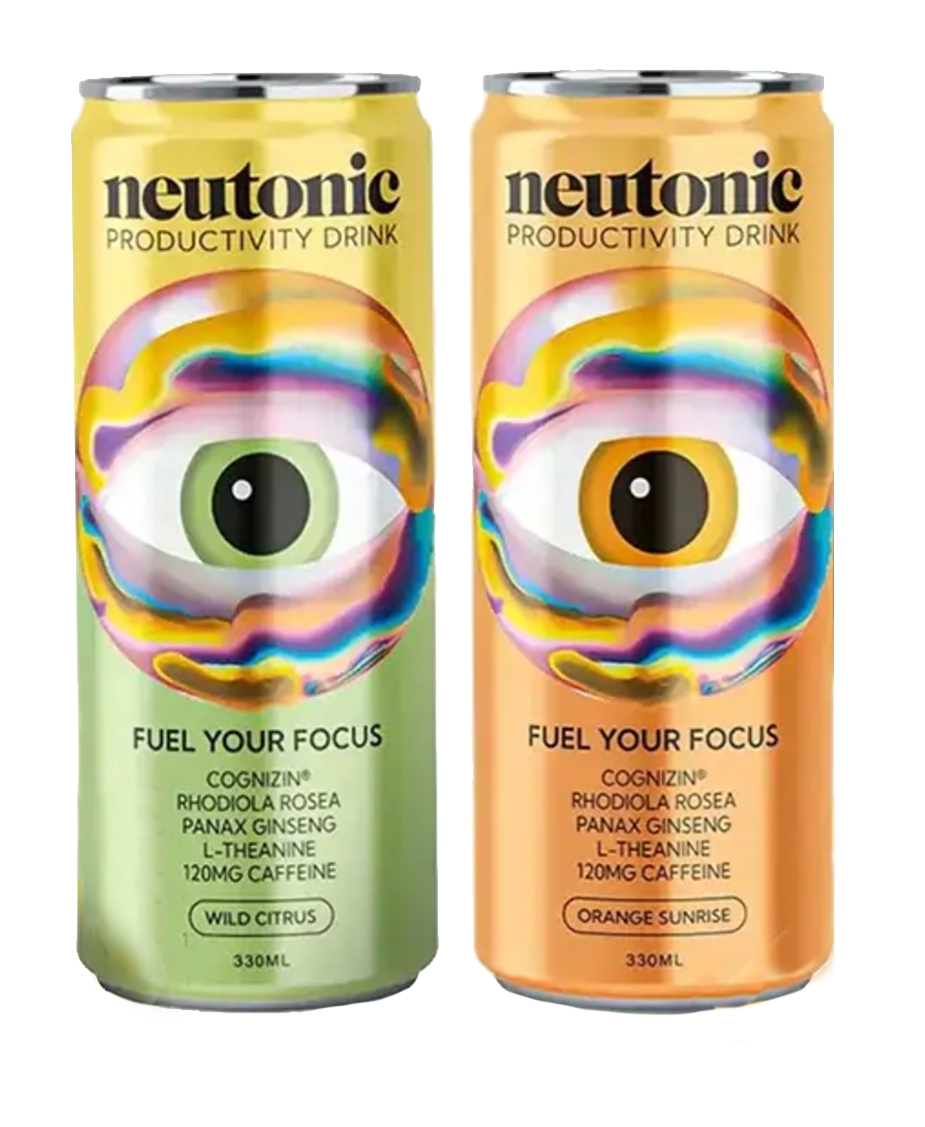 neutonic
PRODUCTIVITY DRINK
FUEL YOUR FOCUS
COGNIZIN®
RHODIOLA ROSEA
PANAX GINSENG
L-THEANINE
120MG CAFFEINE
WILD CITRUS
330ML
neutonic
PRODUCTIVITY DRINK
FUEL YOUR FOCUS
COGNIZIN®
RHODIOLA ROSEA
PANAX GINSENG
L-THEANINE
120MG CAFFEINE
ORANGE SUNRISE
330ML